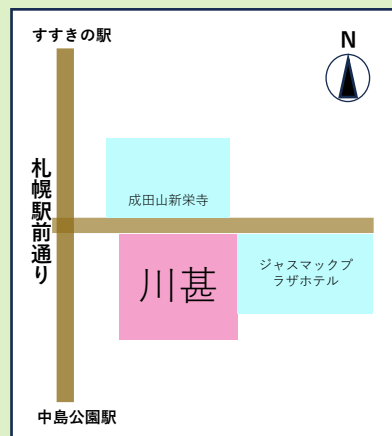 すすきの駅
N
札幌駅前通り
成田山新栄寺
川甚
ジャスマックプ
ラザホテル
中島公園駅